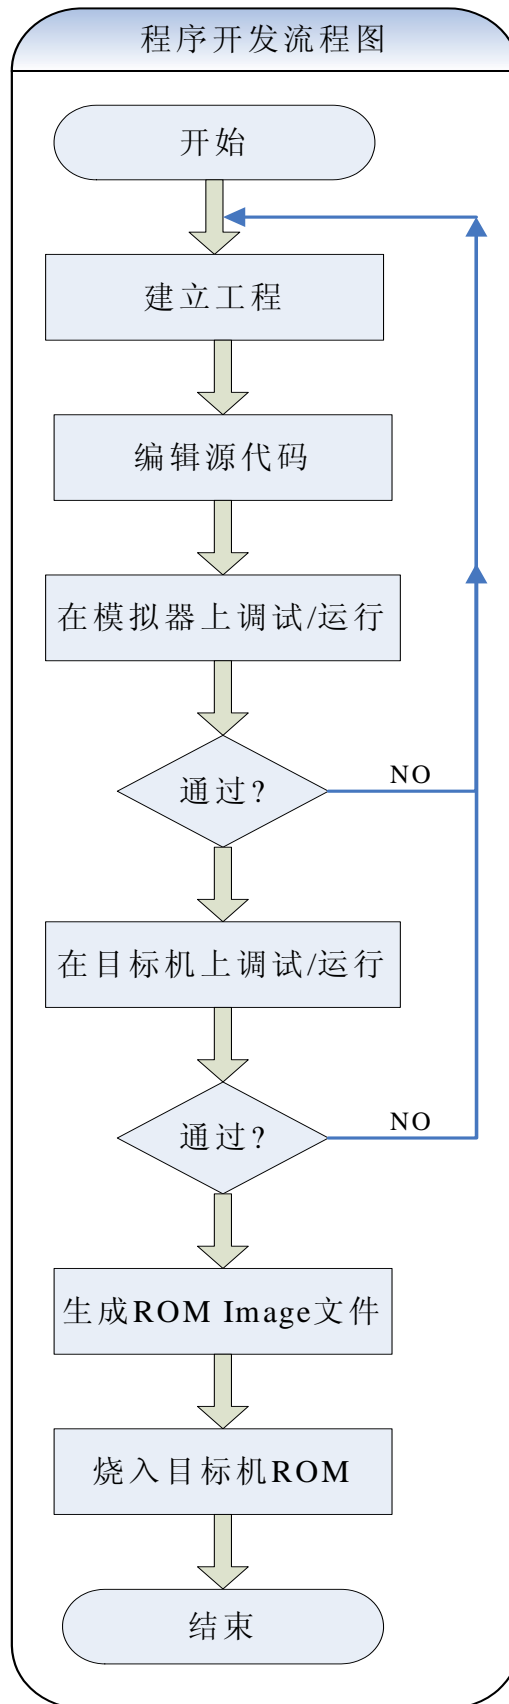 程序开发流程图
开始
建立工程
编辑源代码
在模拟器上调试/运行
通过?
NO
在目标机上调试/运行
通过?
NO
生成ROM Image文件
烧入目标机ROM
结束